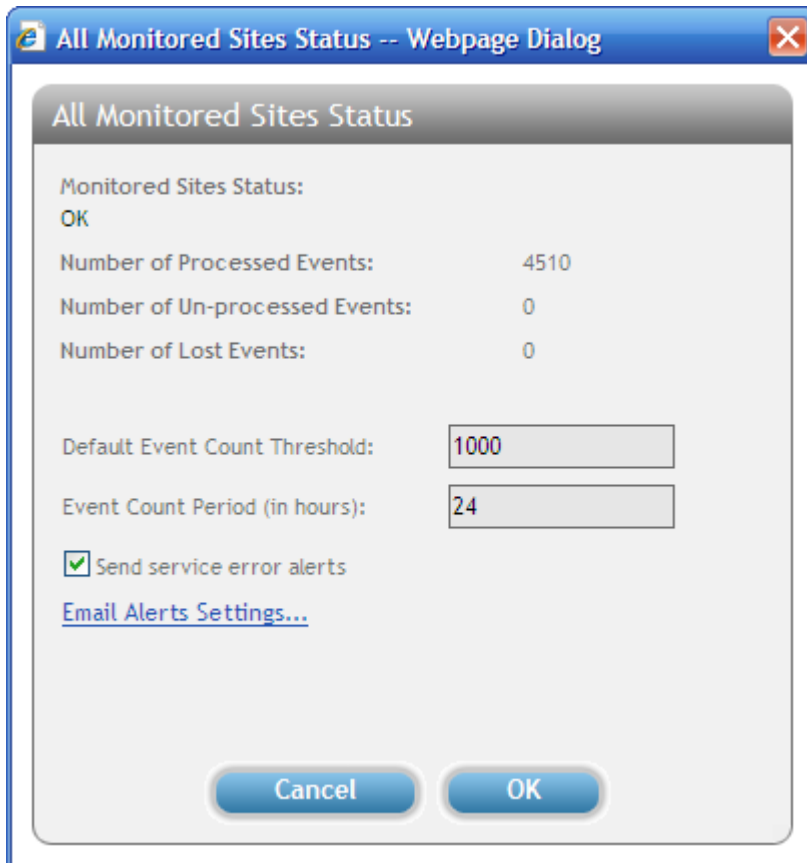 All Monitored Sites Status -- Webpage Dialog
All Monitored Sites Status
Monitored Sites Status:
OK
Number of Processed Events: 4510
Number of Un-processed Events: 0
Number of Lost Events: 0
Default Event Count Threshold: 1000
Event Count Period (in hours): 24
Send service error alerts
Email Alerts Settings...
Cancel OK